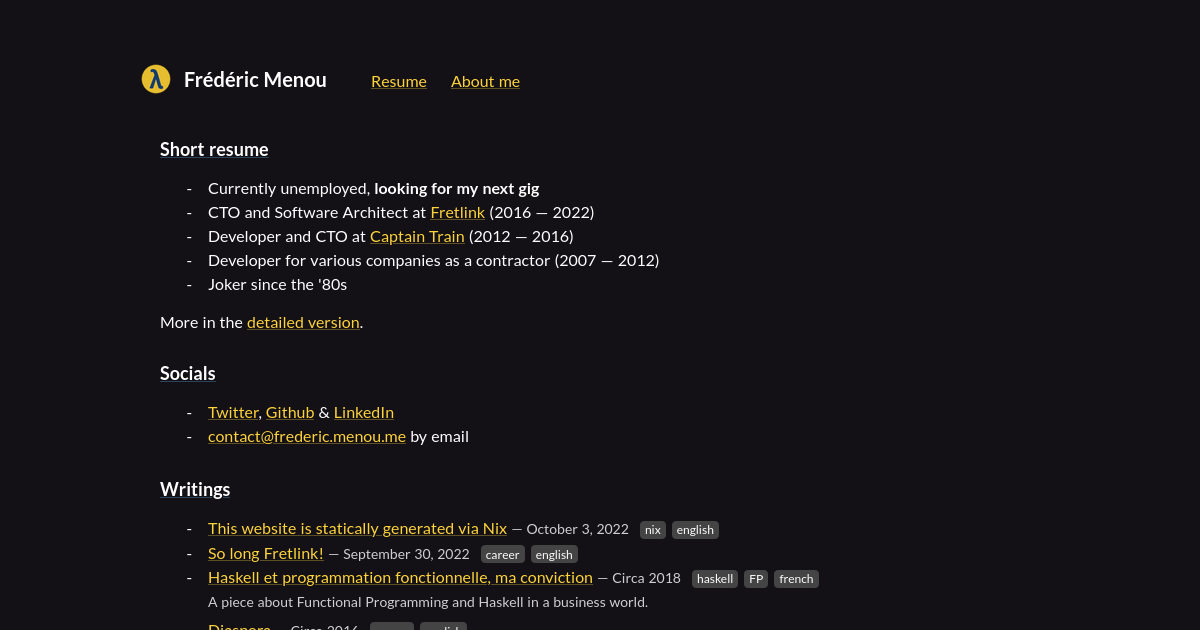 λ Frédéric Menou Resume About me
Short resume
- Currently unemployed, looking for my next gig
- CTO and Software Architect at Fretlink (2016 — 2022)
- Developer and CTO at Captain Train (2012 — 2016)
- Developer for various companies as a contractor (2007 — 2012)
- Joker since the '80s
More in the detailed version.
Socials
- Twitter, Github & LinkedIn
- contact@frederic.menou.me by email
Writings
- This website is statically generated via Nix — October 3, 2022 nix english
- So long Fretlink! — September 30, 2022 career english
- Haskell et programmation fonctionnelle, ma conviction — Circa 2018 haskell FP french
A piece about Functional Programming and Haskell in a business world.
Diaspora — Circa 2016